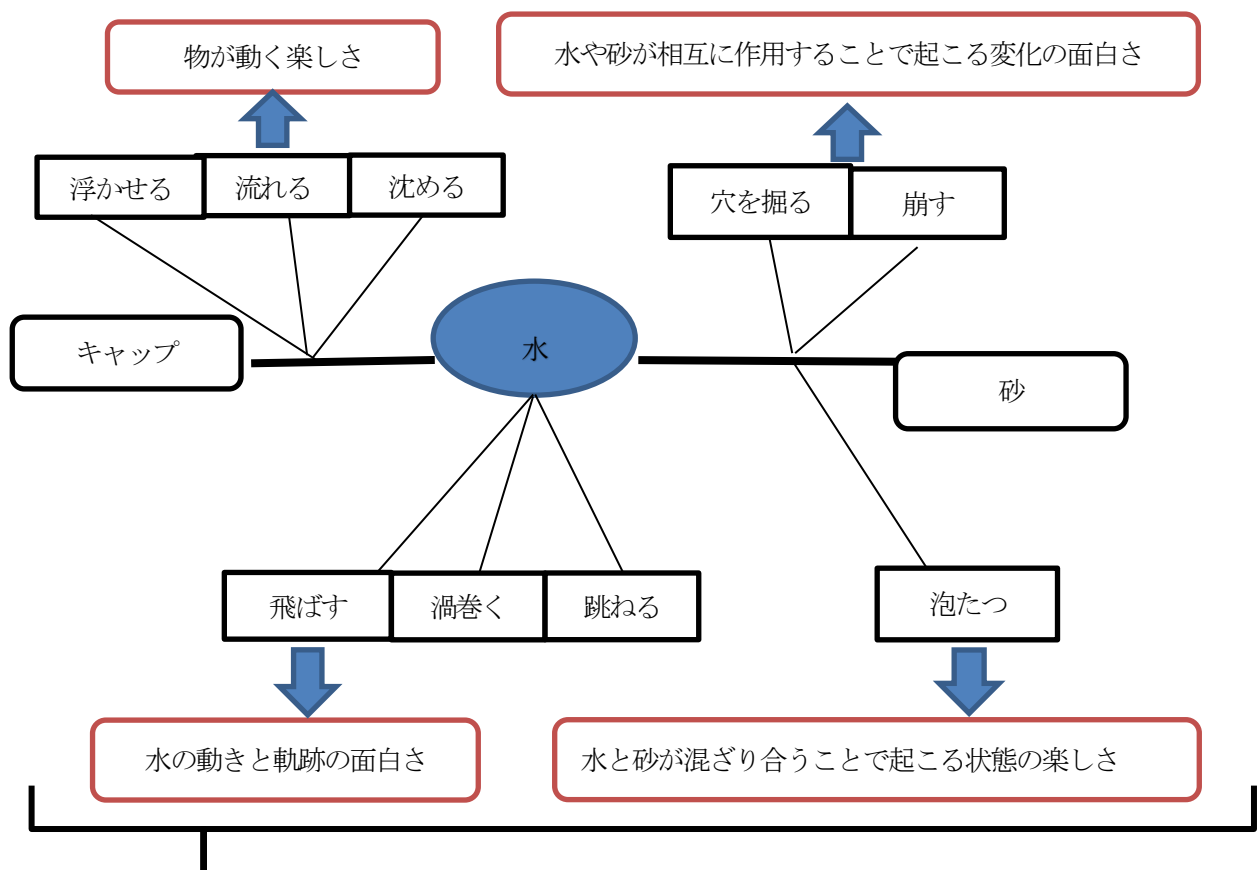 物が動く楽しさ
水や砂が相互に作用することで起こる変化の面白さ
浮かせる
流れる
沈める
穴を掘る
崩す
キャップ
水
砂
飛ばす
渦巻く
跳ねる
泡たつ
水の動きと軌跡の面白さ
水と砂が混ざり合うことで起こる状態の楽しさ